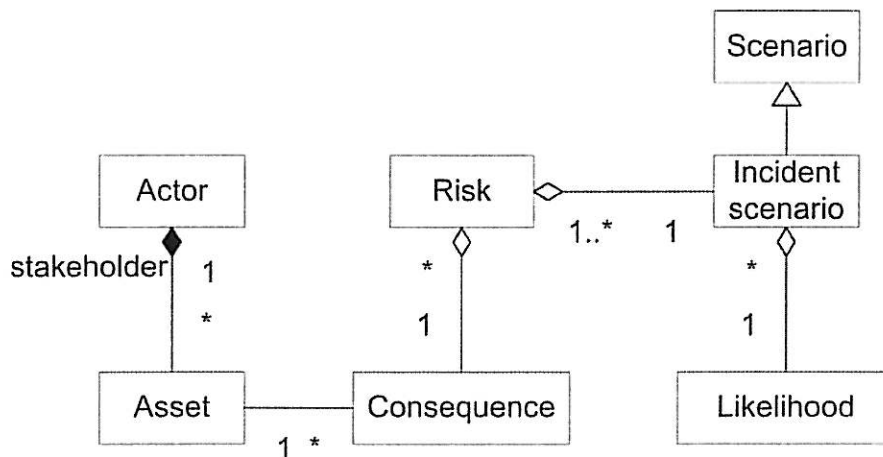 Scenario
Actor
Risk
Incident
scenario
1..*
1
stakeholder
1
*
*
1
*
1
Asset
Consequence
Likelihood
1
*